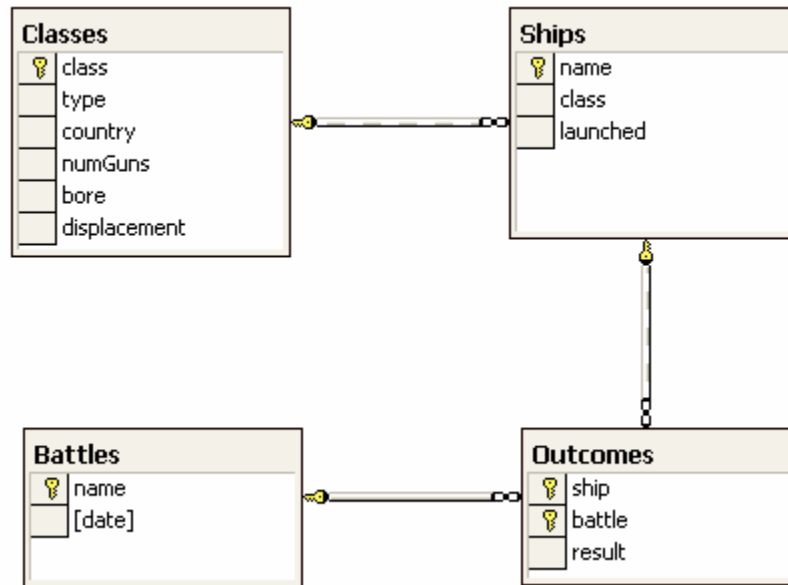 Classes
class
type
country
numGuns
bore
displacement
Ships
name
class
launched
Battles
name
[date]
Outcomes
ship
battle
result